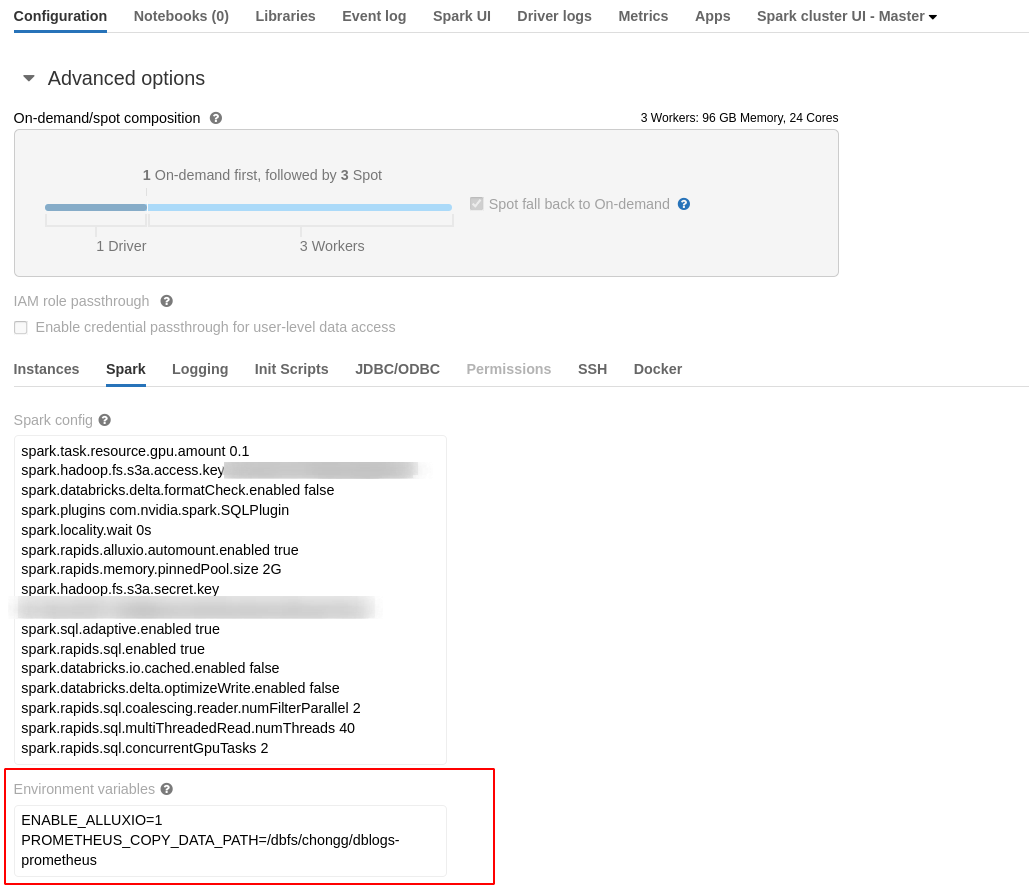 Configuration Notebooks (0) Libraries Event log Spark UI Driver logs Metrics Apps Spark cluster UI - Master
Advanced options
On-demand/spot composition
3 Workers: 96 GB Memory, 24 Cores
1 On-demand first, followed by 3 Spot
Spot fall back to On-demand
1 Driver 3 Workers
IAM role passthrough
Enable credential passthrough for user-level data access
Instances Spark Logging Init Scripts JDBC/ODBC Permissions SSH Docker
Spark config
spark.task.resource.gpu.amount 0.1
spark.hadoop.fs.s3a.access.key
spark.databricks.delta.formatCheck.enabled false
spark.plugins com.nvidia.spark.SQLPlugin
spark.locality.wait 0s
spark.rapids.alluxio.automount.enabled true
spark.rapids.memory.pinnedPool.size 2G
spark.hadoop.fs.s3a.secret.key
spark.sql.adaptive.enabled true
spark.rapids.sql.enabled true
spark.databricks.io.cached.enabled false
spark.databricks.delta.optimizeWrite.enabled false
spark.rapids.sql.coalescing.reader.numFilterParallel 2
spark.rapids.sql.multiThreadedRead.numThreads 40
spark.rapids.sql.concurrentGpuTasks 2
Environment variables
ENABLE_ALLUXIO=1
PROMETHEUS_COPY_DATA_PATH=/dbfs/chongg/dblogs-
prometheus